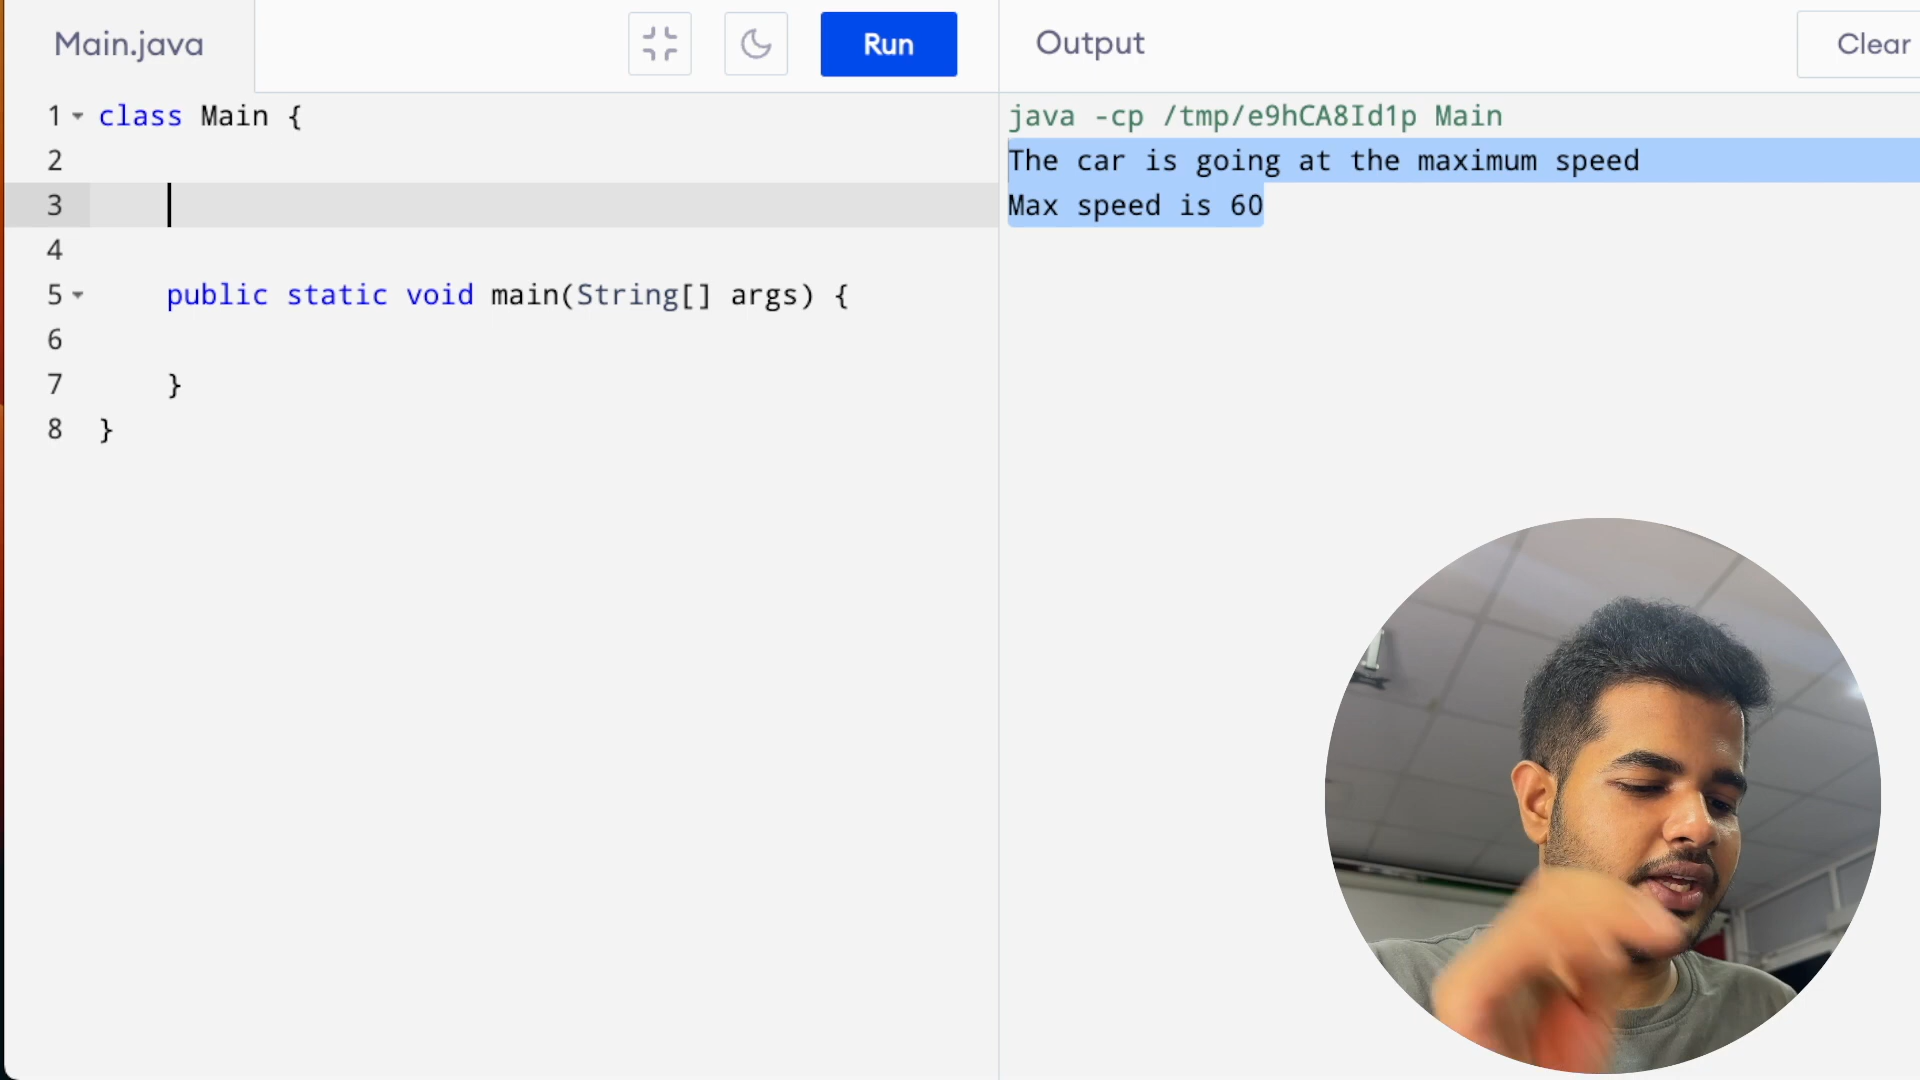 Main.java
Run
Output
Clear
1 class Main {
2
3
4
5 public static void main(String[] args) {
6
7 }
8 }
java -cp /tmp/e9hCA8Id1p Main
The car is going at the maximum speed
Max speed is 60